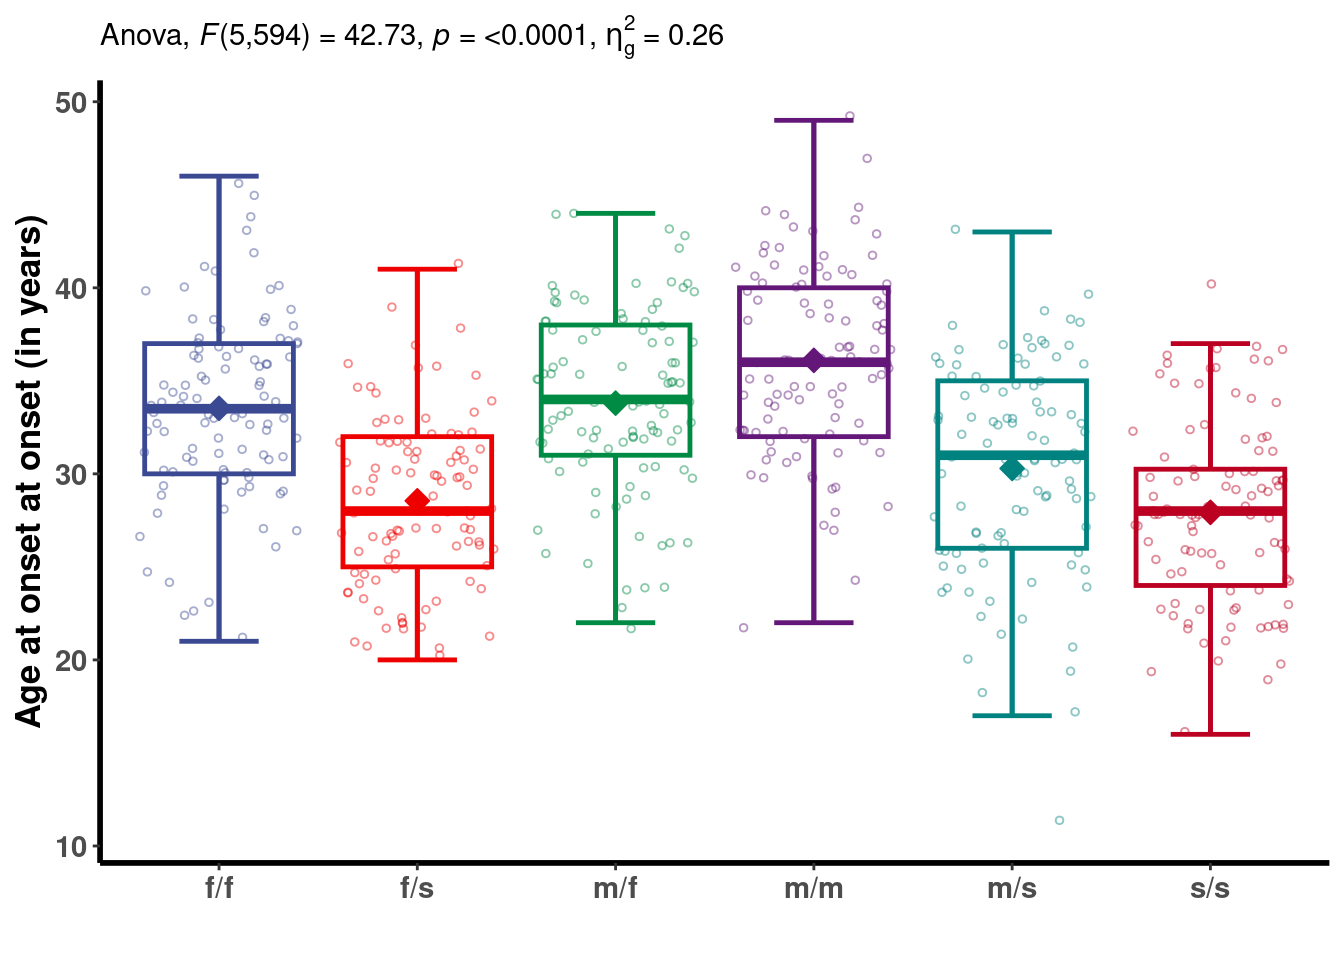 Anova, F(5,594) = 42.73, p = <0.0001, η²g = 0.26
Age at onset at onset (in years)
50
40
30
20
10
f/f f/s m/f m/m m/s s/s